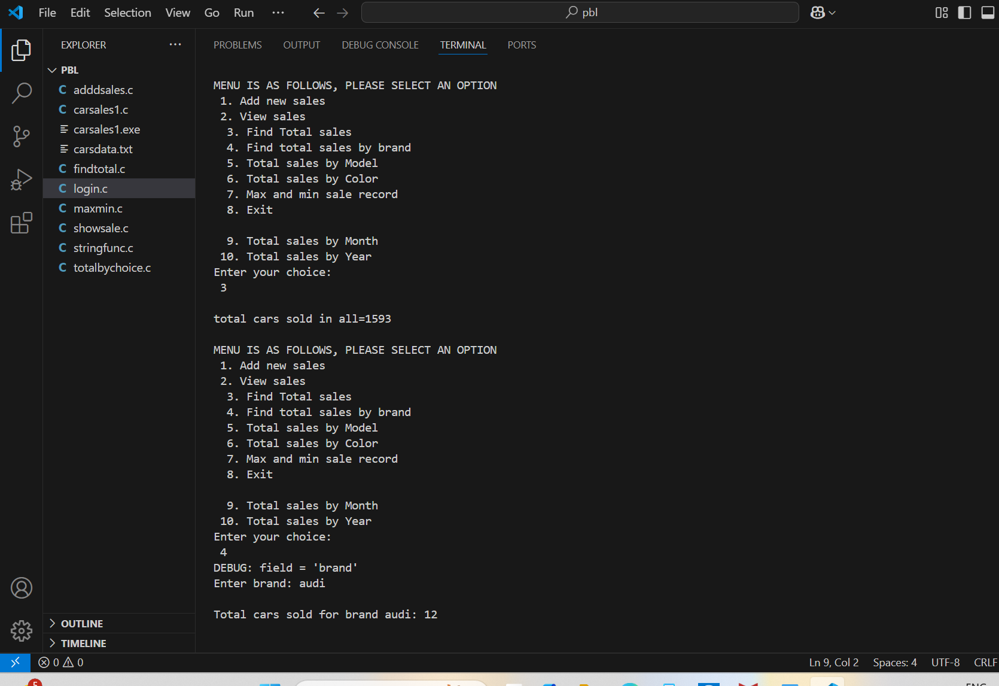 File Edit Selection View Go Run ··· pbl
EXPLORER ···
PBL
C adddsales.c
C carsales1.c
carsales1.exe
carsdata.txt
C findtotal.c
C login.c
C maxmin.c
C showsale.c
C stringfunc.c
C totalbychoice.c
OUTLINE
TIMELINE
PROBLEMS OUTPUT DEBUG CONSOLE TERMINAL PORTS
MENU IS AS FOLLOWS, PLEASE SELECT AN OPTION
1. Add new sales
2. View sales
3. Find Total sales
4. Find total sales by brand
5. Total sales by Model
6. Total sales by Color
7. Max and min sale record
8. Exit
9. Total sales by Month
10. Total sales by Year
Enter your choice:
3
total cars sold in all=1593
MENU IS AS FOLLOWS, PLEASE SELECT AN OPTION
1. Add new sales
2. View sales
3. Find Total sales
4. Find total sales by brand
5. Total sales by Model
6. Total sales by Color
7. Max and min sale record
8. Exit
9. Total sales by Month
10. Total sales by Year
Enter your choice:
4
DEBUG: field = 'brand'
Enter brand: audi
Total cars sold for brand audi: 12
0 0 Ln 9, Col 2 Spaces: 4 UTF-8 CRLF
5